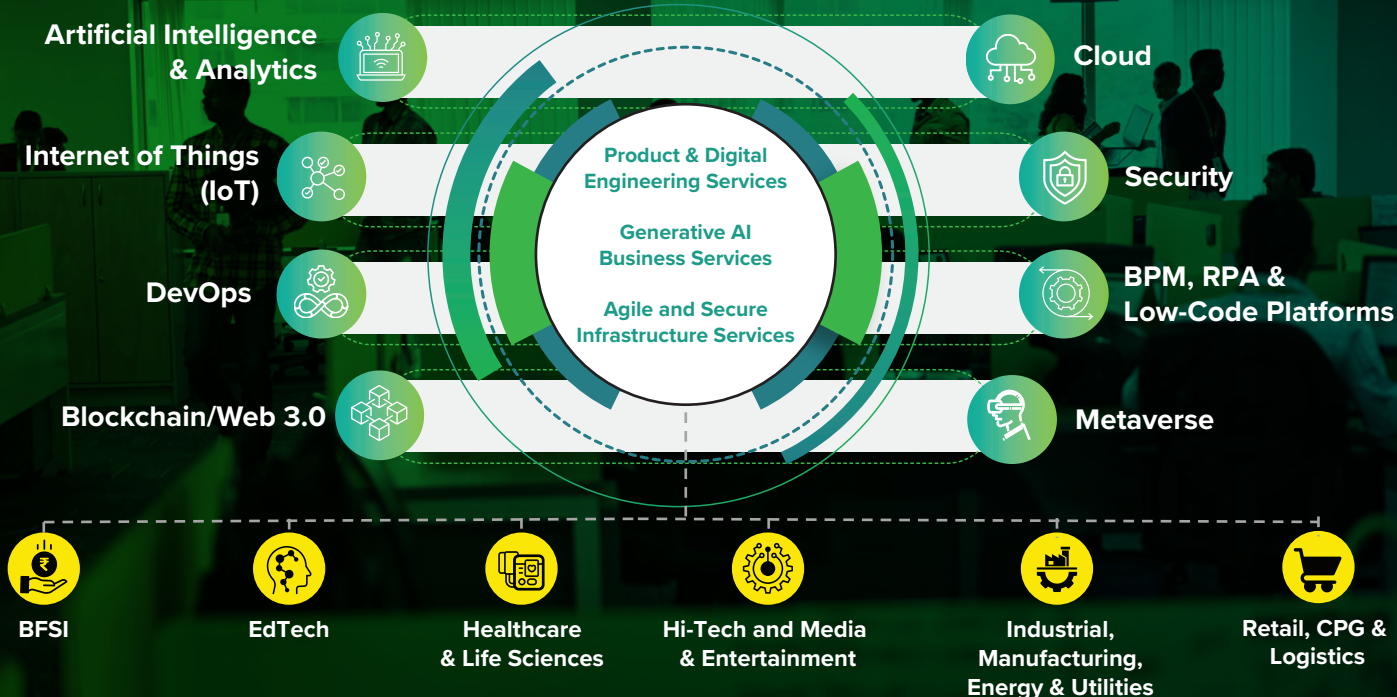 Artificial Intelligence
& Analytics
Cloud
Internet of Things
(IoT)
Security
DevOps
BPM, RPA &
Low-Code Platforms
Blockchain/Web 3.0
Metaverse
Product & Digital
Engineering Services
Generative AI
Business Services
Agile and Secure
Infrastructure Services
₹
BFSI
EdTech
Healthcare
& Life Sciences
Hi-Tech and Media
& Entertainment
Industrial,
Manufacturing,
Energy & Utilities
Retail, CPG &
Logistics